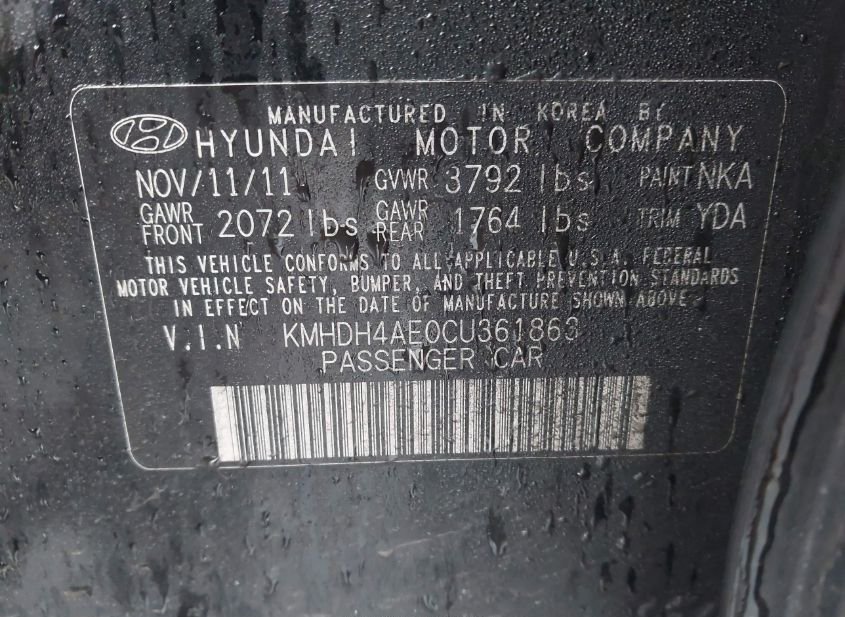 MANUFACTURED IN KOREA BY
HYUNDAI MOTOR COMPANY
NOV/11/11 GVWR 3792 lbs PAINT NKA
GAWR FRONT 2072 lbs GAWR REAR 1764 lbs TRIM YDA
THIS VEHICLE CONFORMS TO ALL APPLICABLE U.S.A. FEDERAL
MOTOR VEHICLE SAFETY, BUMPER, AND THEFT PREVENTION STANDARDS
IN EFFECT ON THE DATE OF MANUFACTURE SHOWN ABOVE.
V.I.N KMHDH4AE0CU361863
PASSENGER CAR